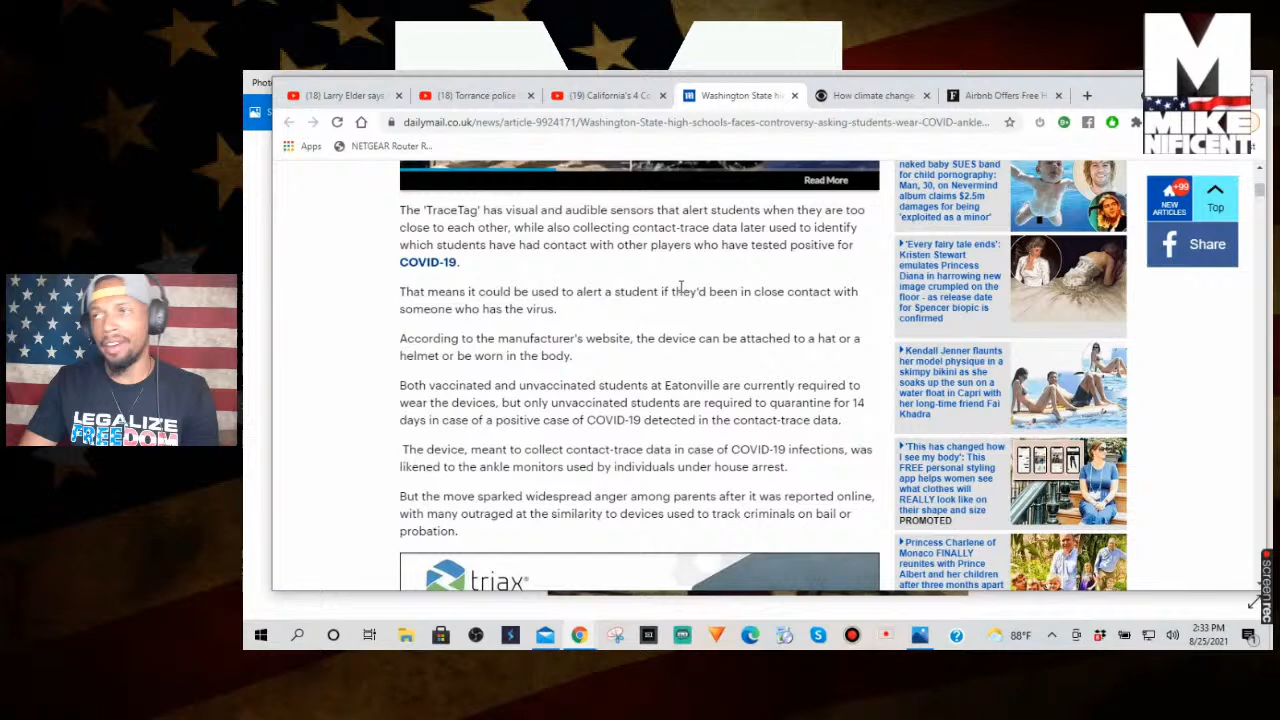 M
MIKE
NIFICENT
Phot
(18) Larry Elder says
(18) Torrance police
(19) California's 4 Co
Washington State hi
How climate change
Airbnb Offers Free H
dailymail.co.uk/news/article-9924171/Washington-State-high-schools-faces-controversy-asking-students-wear-COVID-ankle...
Apps
NETGEAR Router R...
Read More
The 'TraceTag' has visual and audible sensors that alert students when they are too
close to each other, while also collecting contact-trace data later used to identify
which students have had contact with other players who have tested positive for
COVID-19.
That means it could be used to alert a student if they'd been in close contact with
someone who has the virus.
According to the manufacturer's website, the device can be attached to a hat or a
helmet or be worn in the body.
Both vaccinated and unvaccinated students at Eatonville are currently required to
wear the devices, but only unvaccinated students are required to quarantine for 14
days in case of a positive case of COVID-19 detected in the contact-trace data.
The device, meant to collect contact-trace data in case of COVID-19 infections, was
likened to the ankle monitors used by individuals under house arrest.
But the move sparked widespread anger among parents after it was reported online,
with many outraged at the similarity to devices used to track criminals on bail or
probation.
triax
naked baby SUES band
for child pornography:
Man, 30, on Nevermind
album claims $2.5m
damages for being
'exploited as a minor'
'Every fairy tale ends':
Kristen Stewart
emulates Princess
Diana in harrowing new
image crumpled on the
floor - as release date
for Spencer biopic is
confirmed
Kendall Jenner flaunts
her model physique in a
skimpy bikini as she
soaks up the sun on a
water float in Capri with
her long-time friend Fai
Khadra
'This has changed how
I see my body': This
FREE personal styling
app helps women see
what clothes will
REALLY look like on
their shape and size
PROMOTED
Princess Charlene of
Monaco FINALLY
reunites with Prince
Albert and her children
after three months apart
+99
NEW
ARTICLES
Top
Share
LEGALIZE
FREEDOM
screenrec
88°F
2:33 PM
8/25/2021